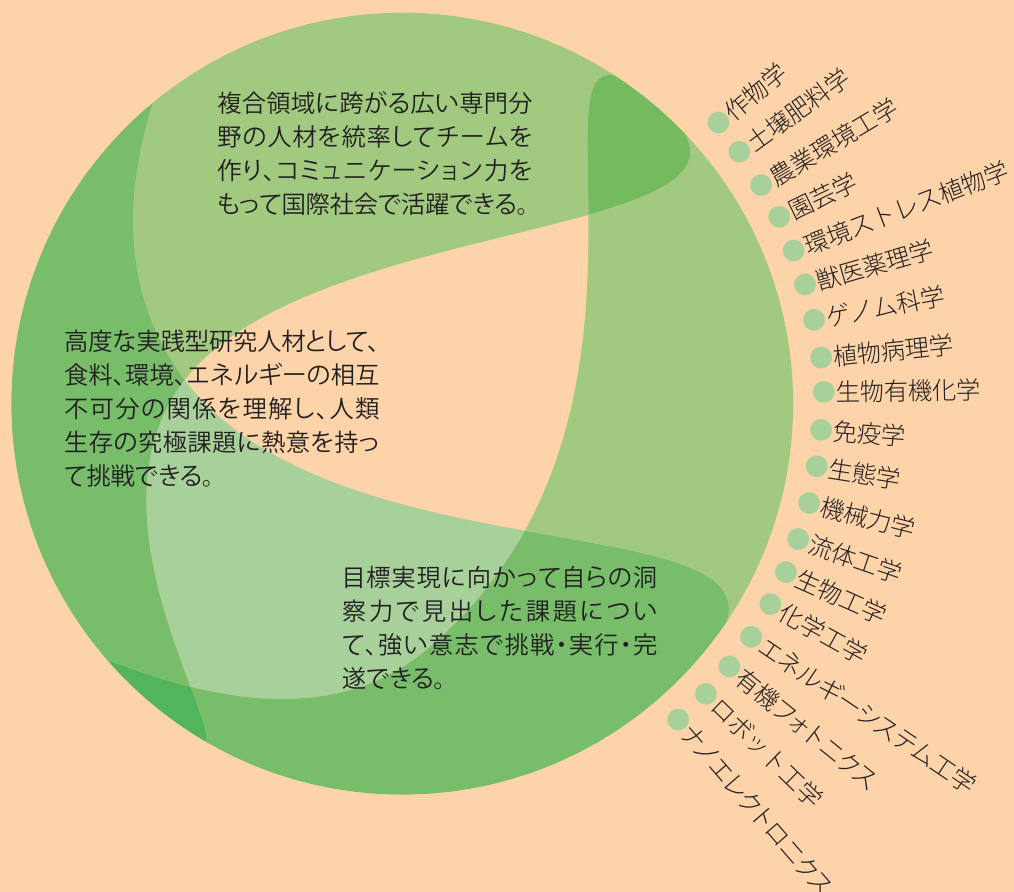 複合領域に跨がる広い専門分
野の人材を統率してチームを
作り、コミュニケーション力を
もって国際社会で活躍できる。
高度な実践型研究人材として、
食料、環境、エネルギーの相互
不可分の関係を理解し、人類
生存の究極課題に熱意を持っ
て挑戦できる。
目標実現に向かって自らの洞
察力で見出した課題につい
て、強い意志で挑戦・実行・完
遂できる。
作物学
土壌肥料学
農業環境工学
園芸学
環境ストレス植物学
獣医薬理学
ゲノム科学
植物病理学
生物有機化学
免疫学
生態学
機械力学
流体工学
生物工学
化学工学
エネルギーシステム工学
有機フォトニクス
ロボット工学
ナノエレクトロニクス